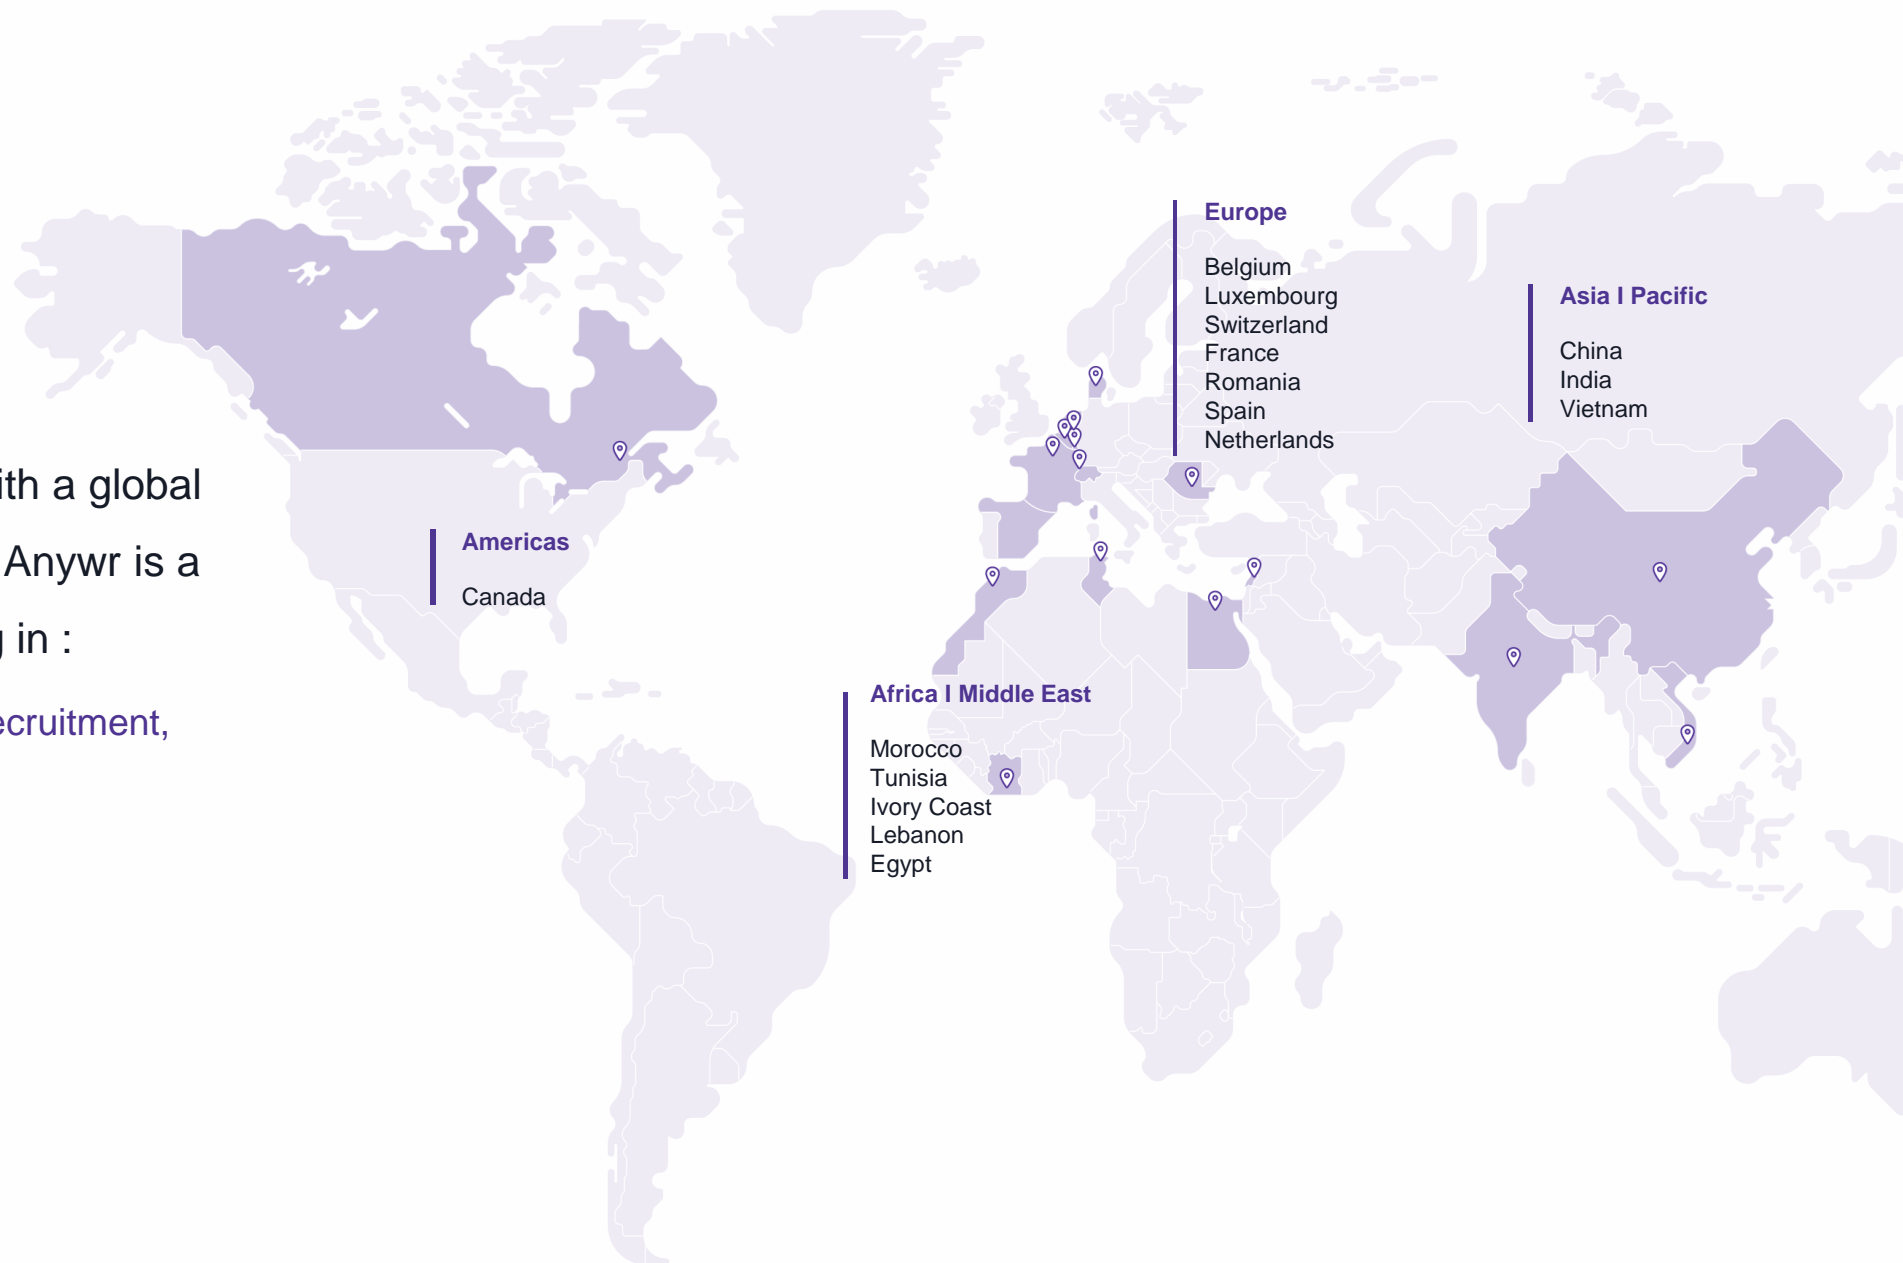 ith a global
Anywr is a
g in :
ecruitment,
Americas
Canada
Europe
Belgium
Luxembourg
Switzerland
France
Romania
Spain
Netherlands
Asia I Pacific
China
India
Vietnam
Africa I Middle East
Morocco
Tunisia
Ivory Coast
Lebanon
Egypt